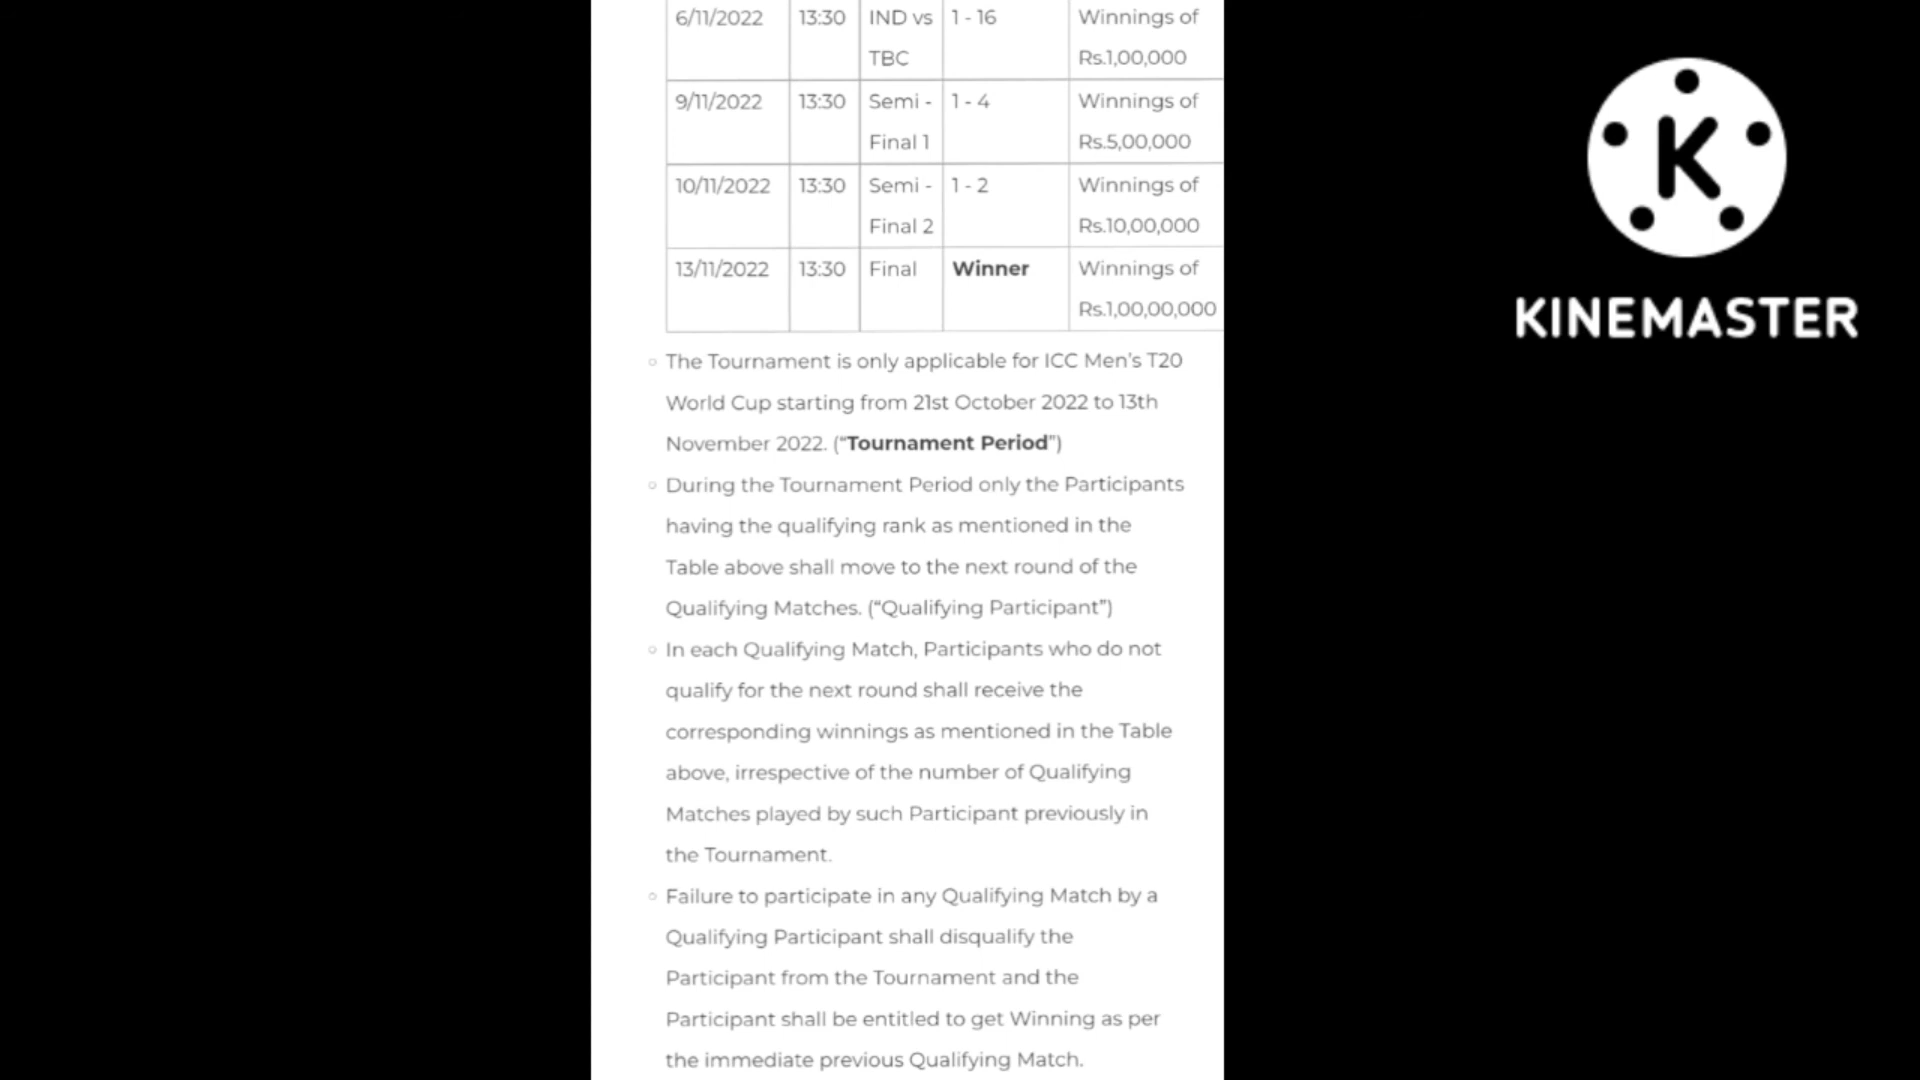 6/11/2022 13:30 IND vs 1 - 16 Winnings of
TBC Rs.1,00,000
9/11/2022 13:30 Semi - 1 - 4 Winnings of
Final 1 Rs.5,00,000
10/11/2022 13:30 Semi - 1 - 2 Winnings of
Final 2 Rs.10,00,000
13/11/2022 13:30 Final Winner Winnings of
Rs.1,00,00,000
The Tournament is only applicable for ICC Men's T20
World Cup starting from 21st October 2022 to 13th
November 2022. (“Tournament Period”)
During the Tournament Period only the Participants
having the qualifying rank as mentioned in the
Table above shall move to the next round of the
Qualifying Matches. (“Qualifying Participant”)
In each Qualifying Match, Participants who do not
qualify for the next round shall receive the
corresponding winnings as mentioned in the Table
above, irrespective of the number of Qualifying
Matches played by such Participant previously in
the Tournament.
Failure to participate in any Qualifying Match by a
Qualifying Participant shall disqualify the
Participant from the Tournament and the
Participant shall be entitled to get Winning as per
the immediate previous Qualifying Match.
K
KINEMASTER